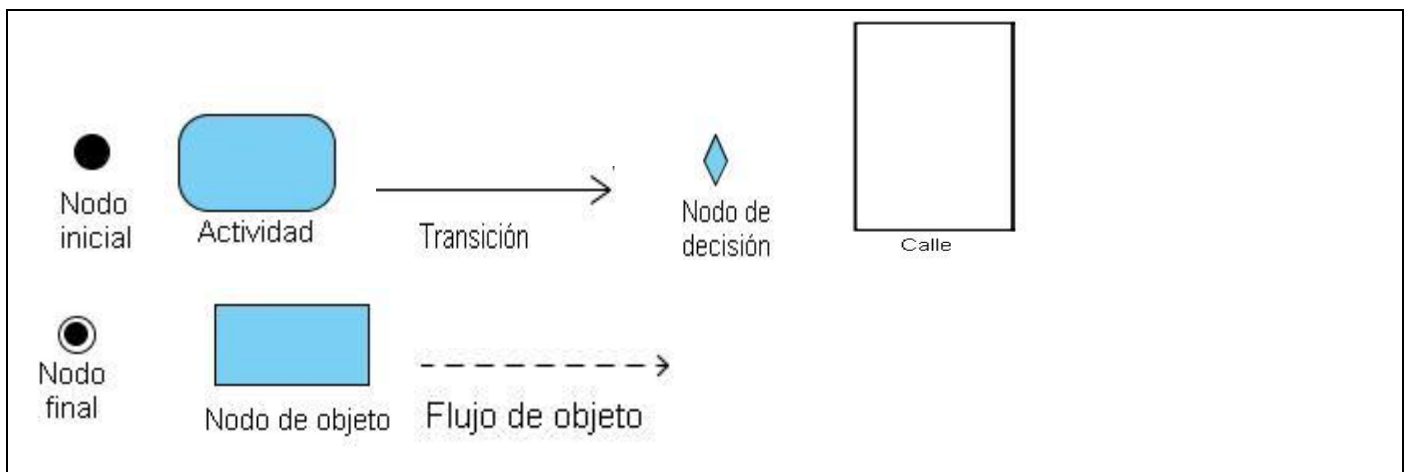 Nodo
inicial
Actividad
Transición
Nodo de
decisión
Calle
Nodo
final
Nodo de objeto
Flujo de objeto